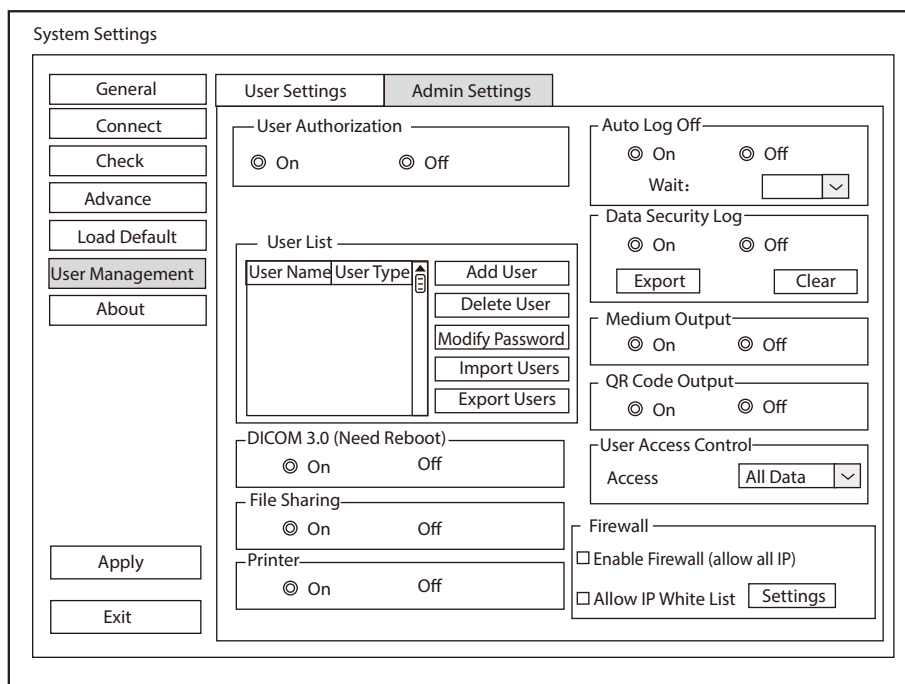 System Settings
General
Connect
Check
Advance
Load Default
User Management
About
Apply
Exit
User Settings
Admin Settings
User Authorization
On
Off
User List
User Name
User Type
Add User
Delete User
Modify Password
Import Users
Export Users
DICOM 3.0 (Need Reboot)
On
Off
File Sharing
On
Off
Printer
On
Off
Auto Log Off
On
Off
Wait：
Data Security Log
On
Off
Export
Clear
Medium Output
On
Off
QR Code Output
On
Off
User Access Control
Access
All Data
Firewall
Enable Firewall (allow all IP)
Allow IP White List
Settings